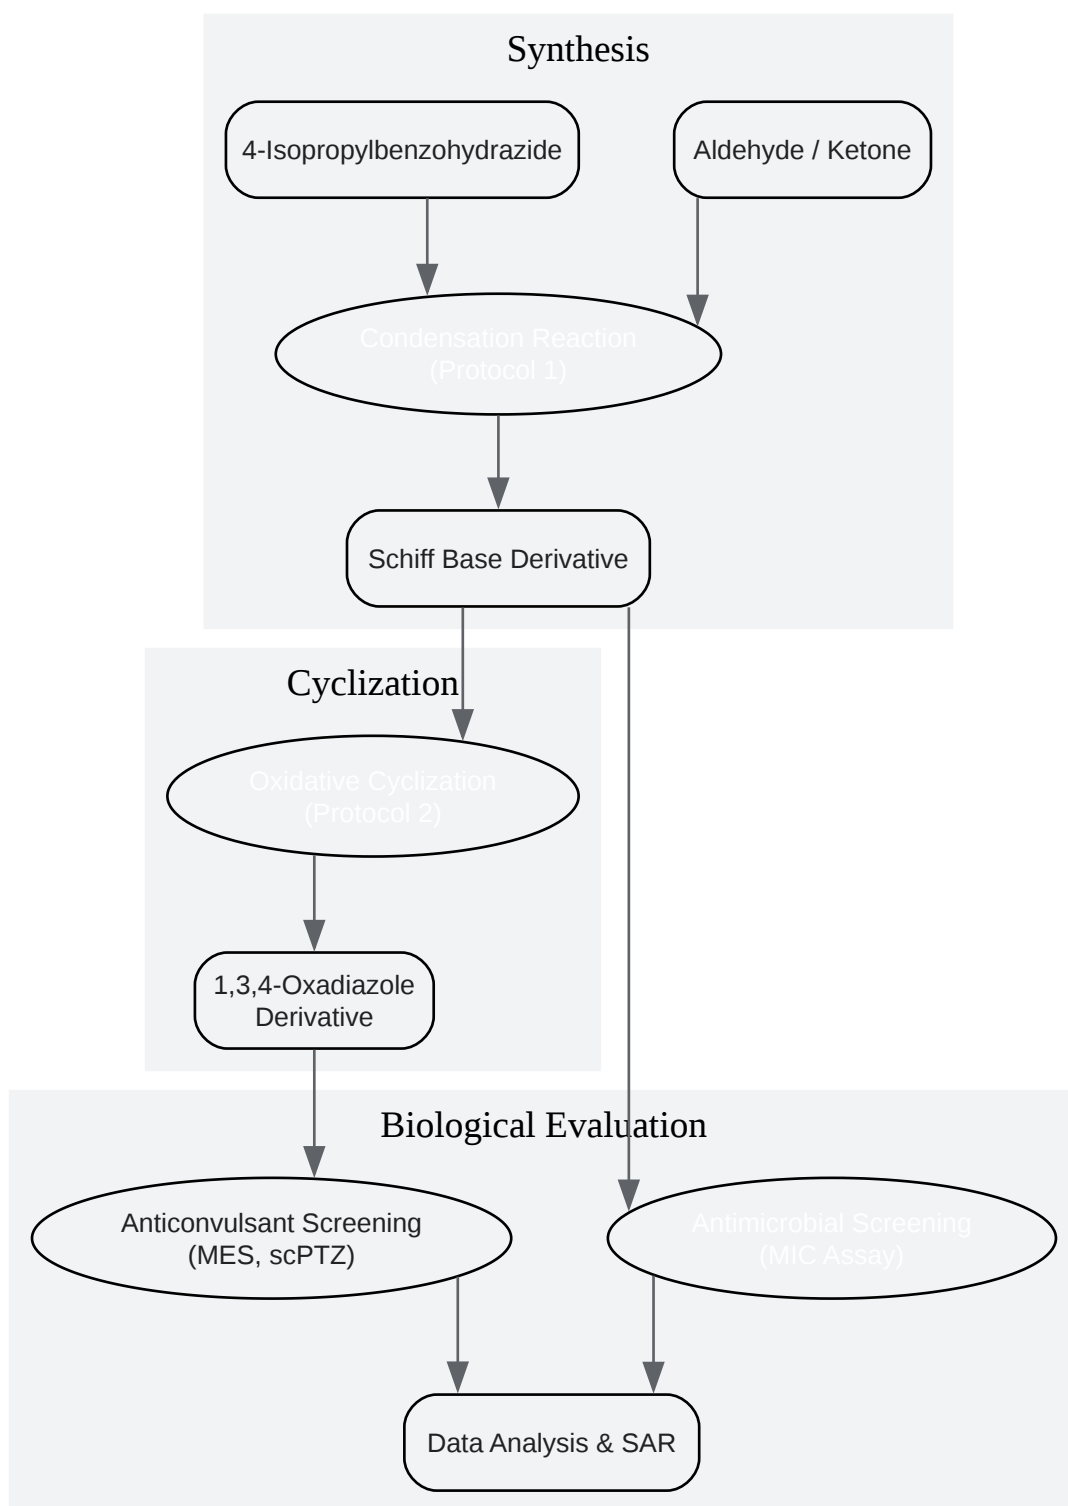 Synthesis
4-Isopropylbenzohydrazide
Aldehyde / Ketone
Condensation Reaction
(Protocol 1)
Schiff Base Derivative
Cyclization
Oxidative Cyclization
(Protocol 2)
1,3,4-Oxadiazole
Derivative
Biological Evaluation
Anticonvulsant Screening
(MES, scPTZ)
Antimicrobial Screening
(MIC Assay)
Data Analysis & SAR